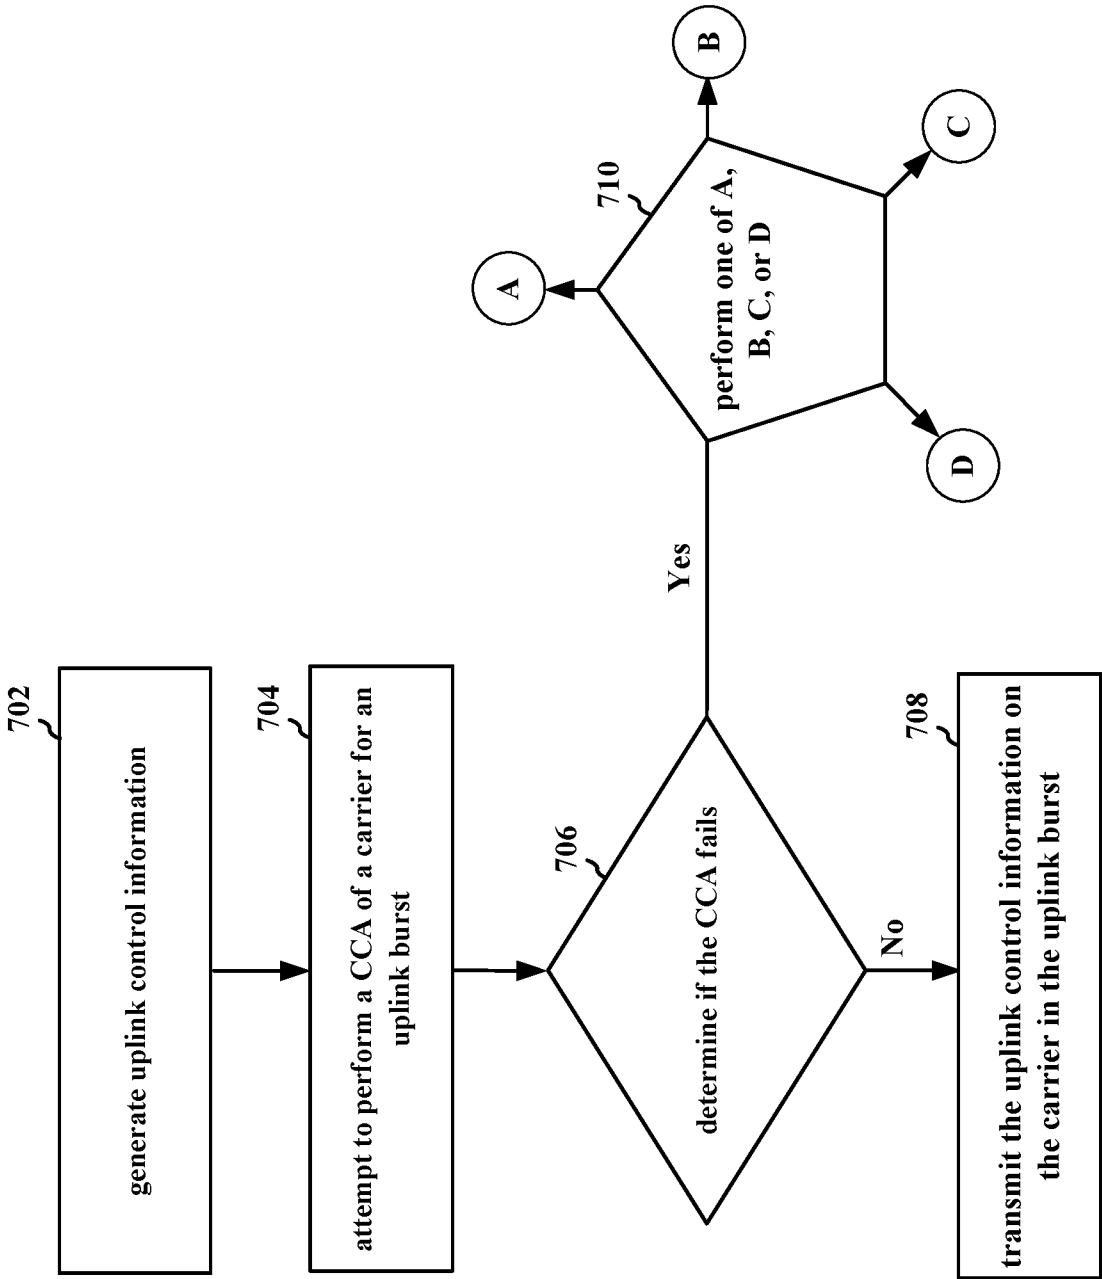 702
generate uplink control information
704
attempt to perform a CCA of a carrier for an
uplink burst
706
determine if the CCA fails
Yes
No
708
transmit the uplink control information on
the carrier in the uplink burst
710
perform one of A,
B, C, or D
A
B
C
D